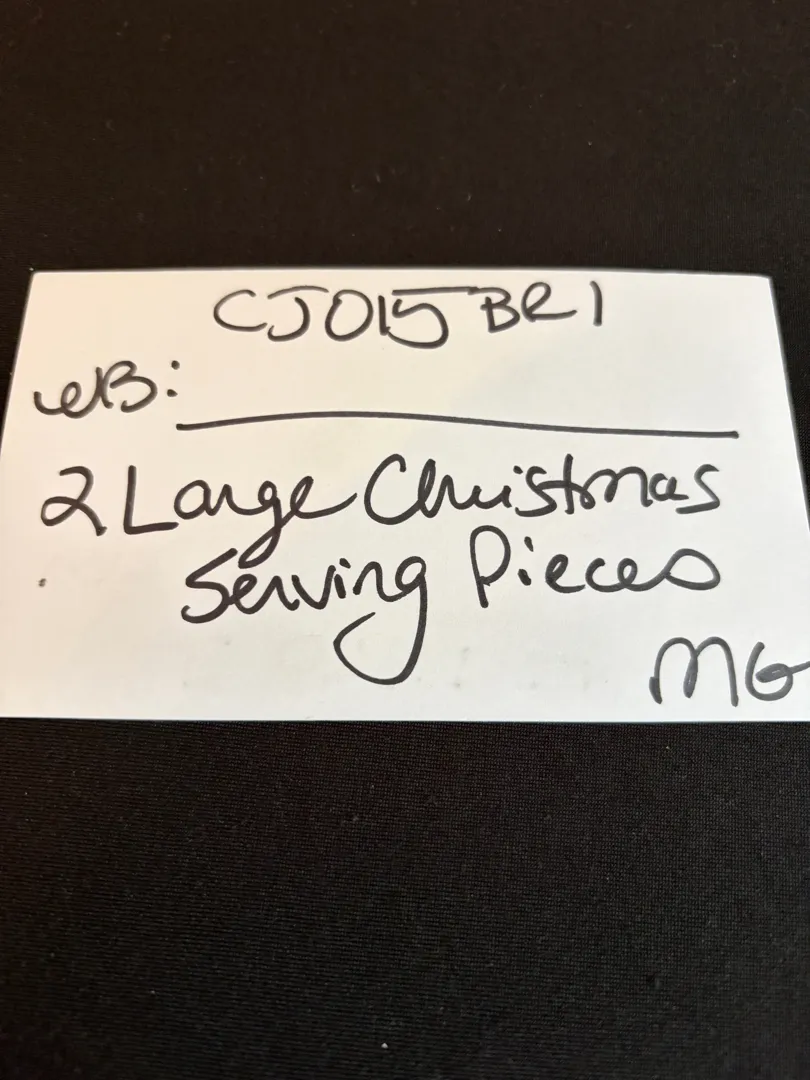 CJ015 BR1
WB:
2 Large Christmas
Serving Pieces
MG